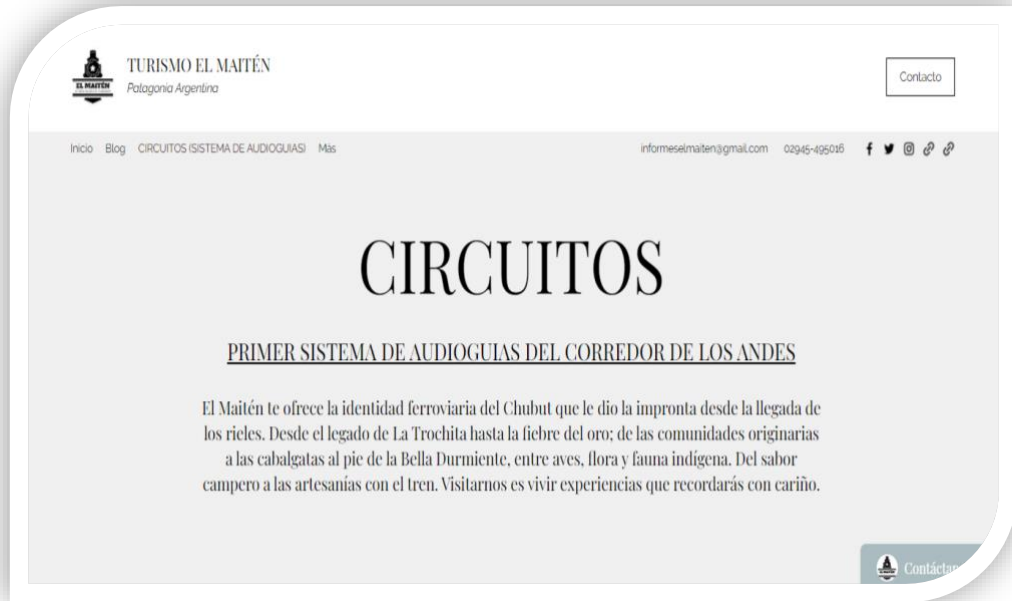 TURISMO EL MAITÉN
Patagonia Argentina
EL MAITÉN
Contacto
Inicio Blog CIRCUITOS (SISTEMA DE AUDIOGUIAS) Más
informeselmaiten@gmail.com 02945-495016
CIRCUITOS
PRIMER SISTEMA DE AUDIOGUIAS DEL CORREDOR DE LOS ANDES
El Maitén te ofrece la identidad ferroviaria del Chubut que le dio la impronta desde la llegada de
los rieles. Desde el legado de La Trochita hasta la fiebre del oro; de las comunidades originarias
a las cabalgatas al pie de la Bella Durmiente, entre aves, flora y fauna indígena. Del sabor
campero a las artesanías con el tren. Visitarnos es vivir experiencias que recordarás con cariño.